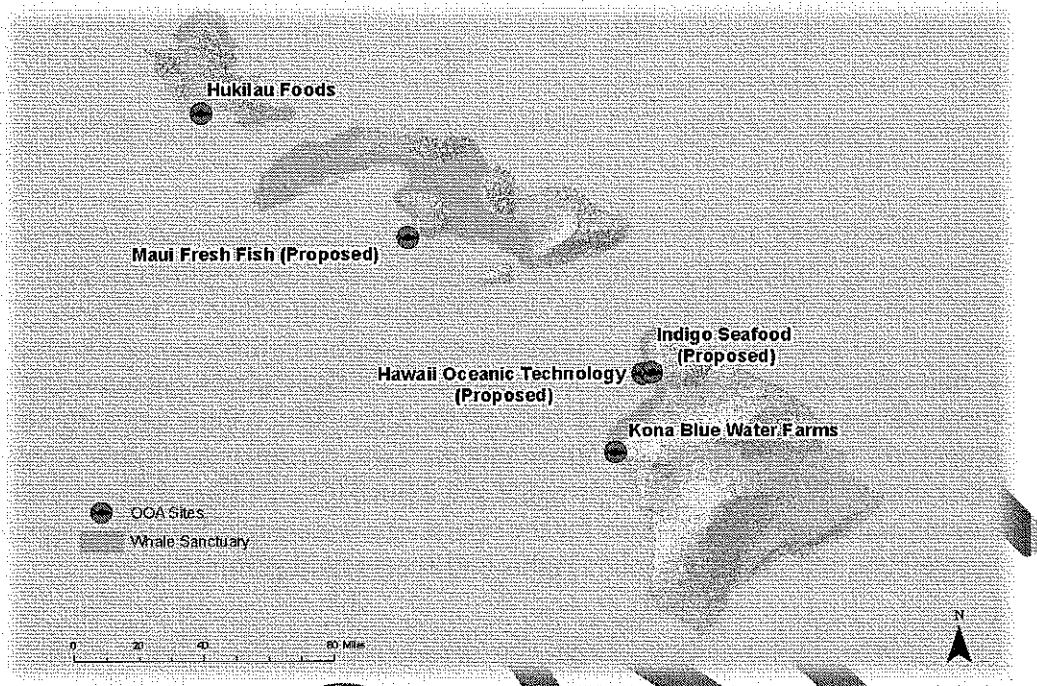 Hukilau Foods
Maui Fresh Fish (Proposed)
Indigo Seafood
(Proposed)
Hawaii Oceanic Technology
(Proposed)
Kona Blue Water Farms
OOA Sites
Whale Sanctuary
N
0 20 40 80 Miles